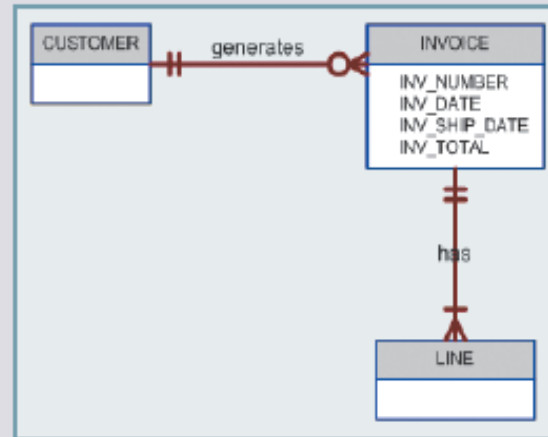 CUSTOMER
generates
INVOICE
INV_NUMBER
INV_DATE
INV_SHIP_DATE
INV_TOTAL
has
LINE